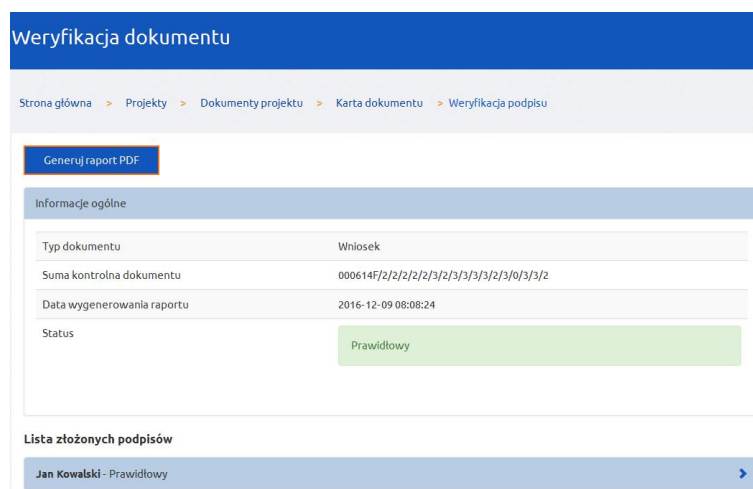 Weryfikacja dokumentu
Strona główna > Projekty > Dokumenty projektu > Karta dokumentu > Weryfikacja podpisu
Generuj raport PDF
Informacje ogólne
Typ dokumentu Wniosek
Suma kontrolna dokumentu 000614F/2/2/2/2/2/3/2/3/3/3/3/2/3/0/3/3/2
Data wygenerowania raportu 2016-12-09 08:08:24
Status Prawidłowy
Lista złożonych podpisów
Jan Kowalski - Prawidłowy